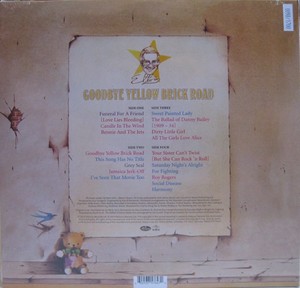 Elton
GOODBYE YELLOW BRICK ROAD
SIDE ONE
Funeral For A Friend
[Love Lies Bleeding]
Candle In The Wind
Bennie And The Jets
SIDE TWO
Goodbye Yellow Brick Road
This Song Has No Title
Grey Seal
Jamaica Jerk-Off
I've Seen That Movie Too
SIDE THREE
Sweet Painted Lady
The Ballad of Danny Bailey
(1909 - 34)
Dirty Little Girl
All The Girls Love Alice
SIDE FOUR
Your Sister Can't Twist
(But She Can Rock 'n Roll)
Saturday Night's Alright
For Fighting
Roy Rogers
Social Disease
Harmony